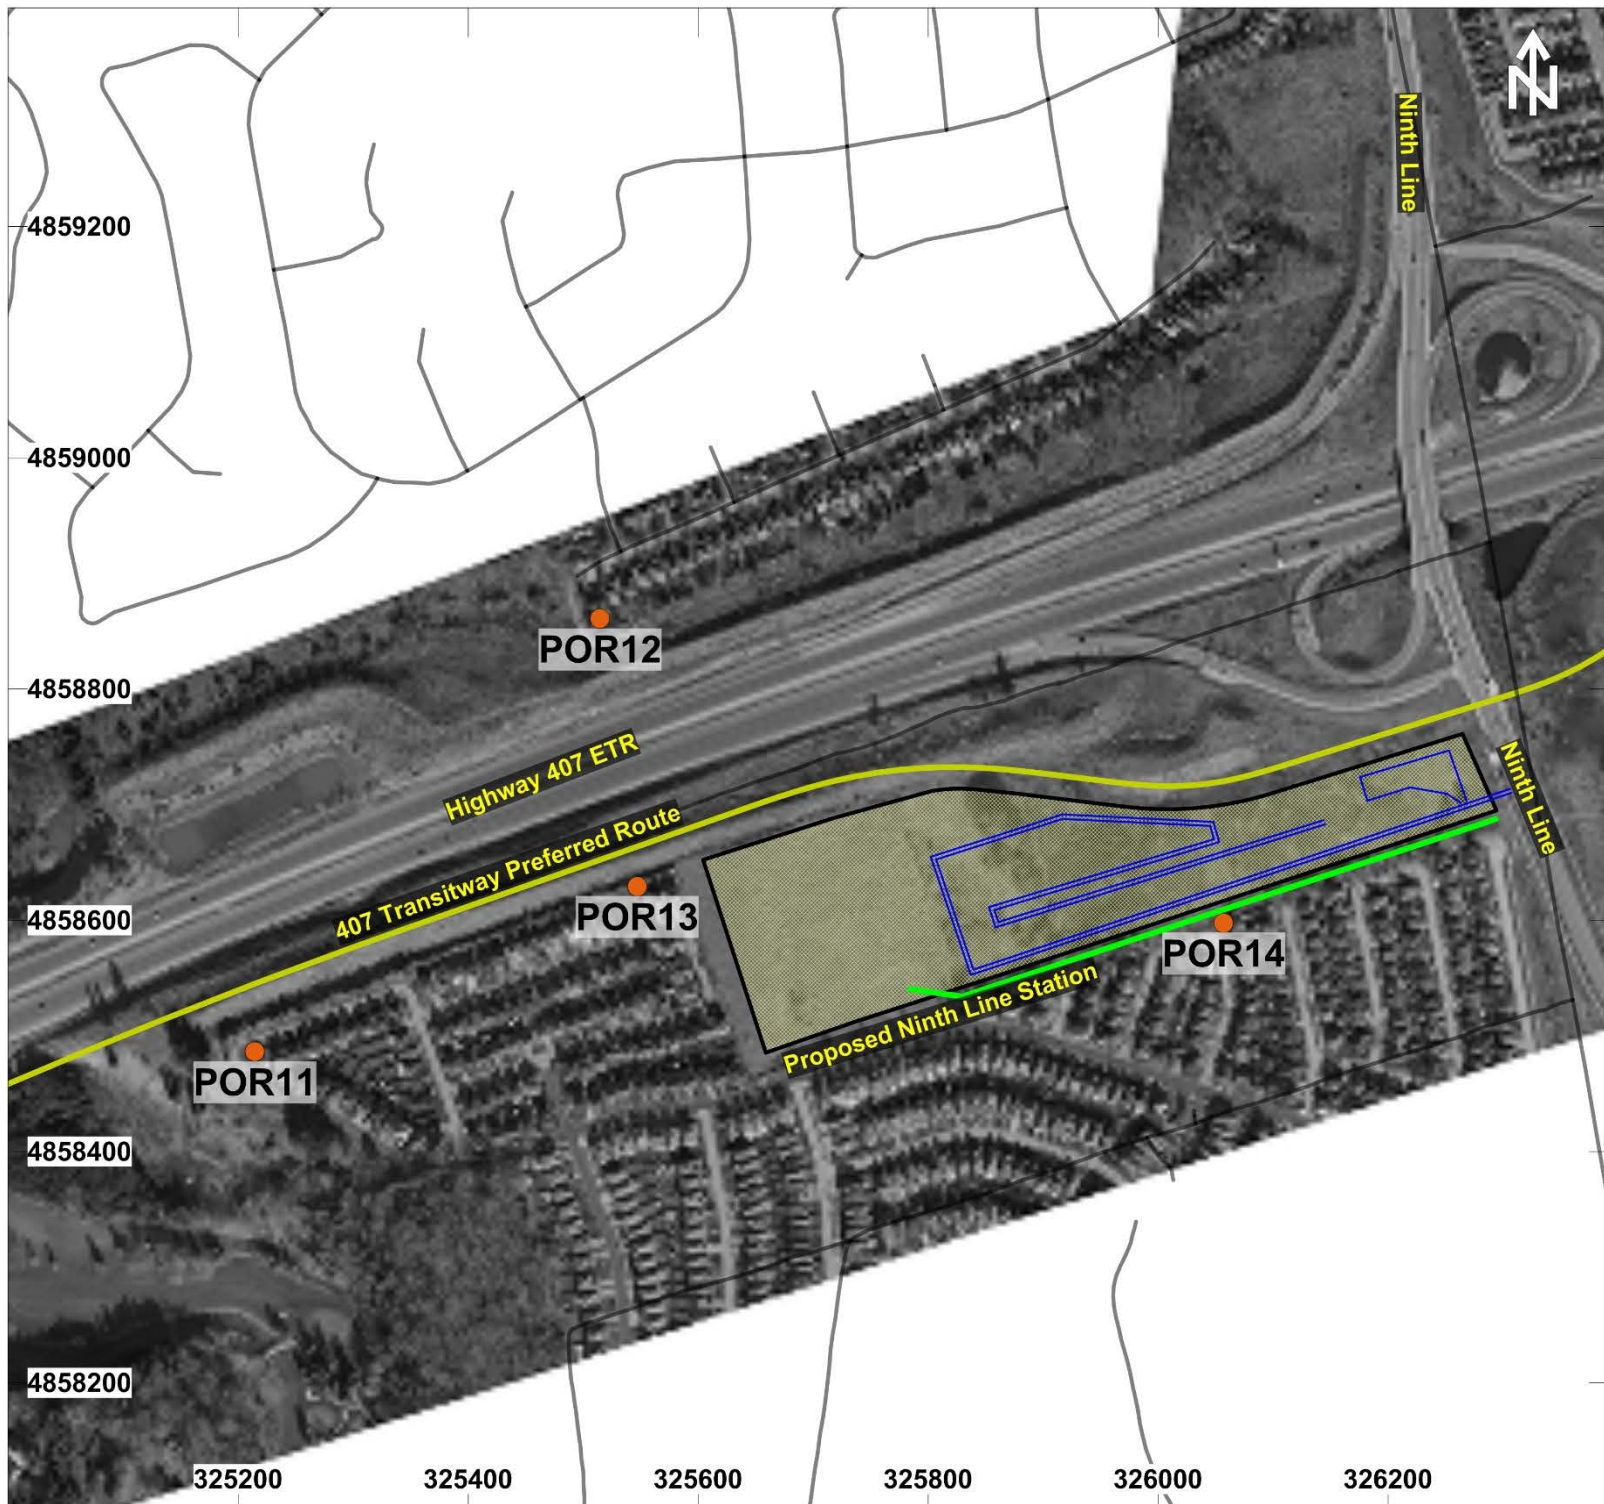 N
Ninth Line
4859200
4859000
POR12
4858800
Highway 407 ETR
Ninth Line
407 Transitway Preferred Route
4858600
POR13
POR14
Proposed Ninth Line Station
POR11
4858400
4858200
325200 325400 325600 325800 326000 326200